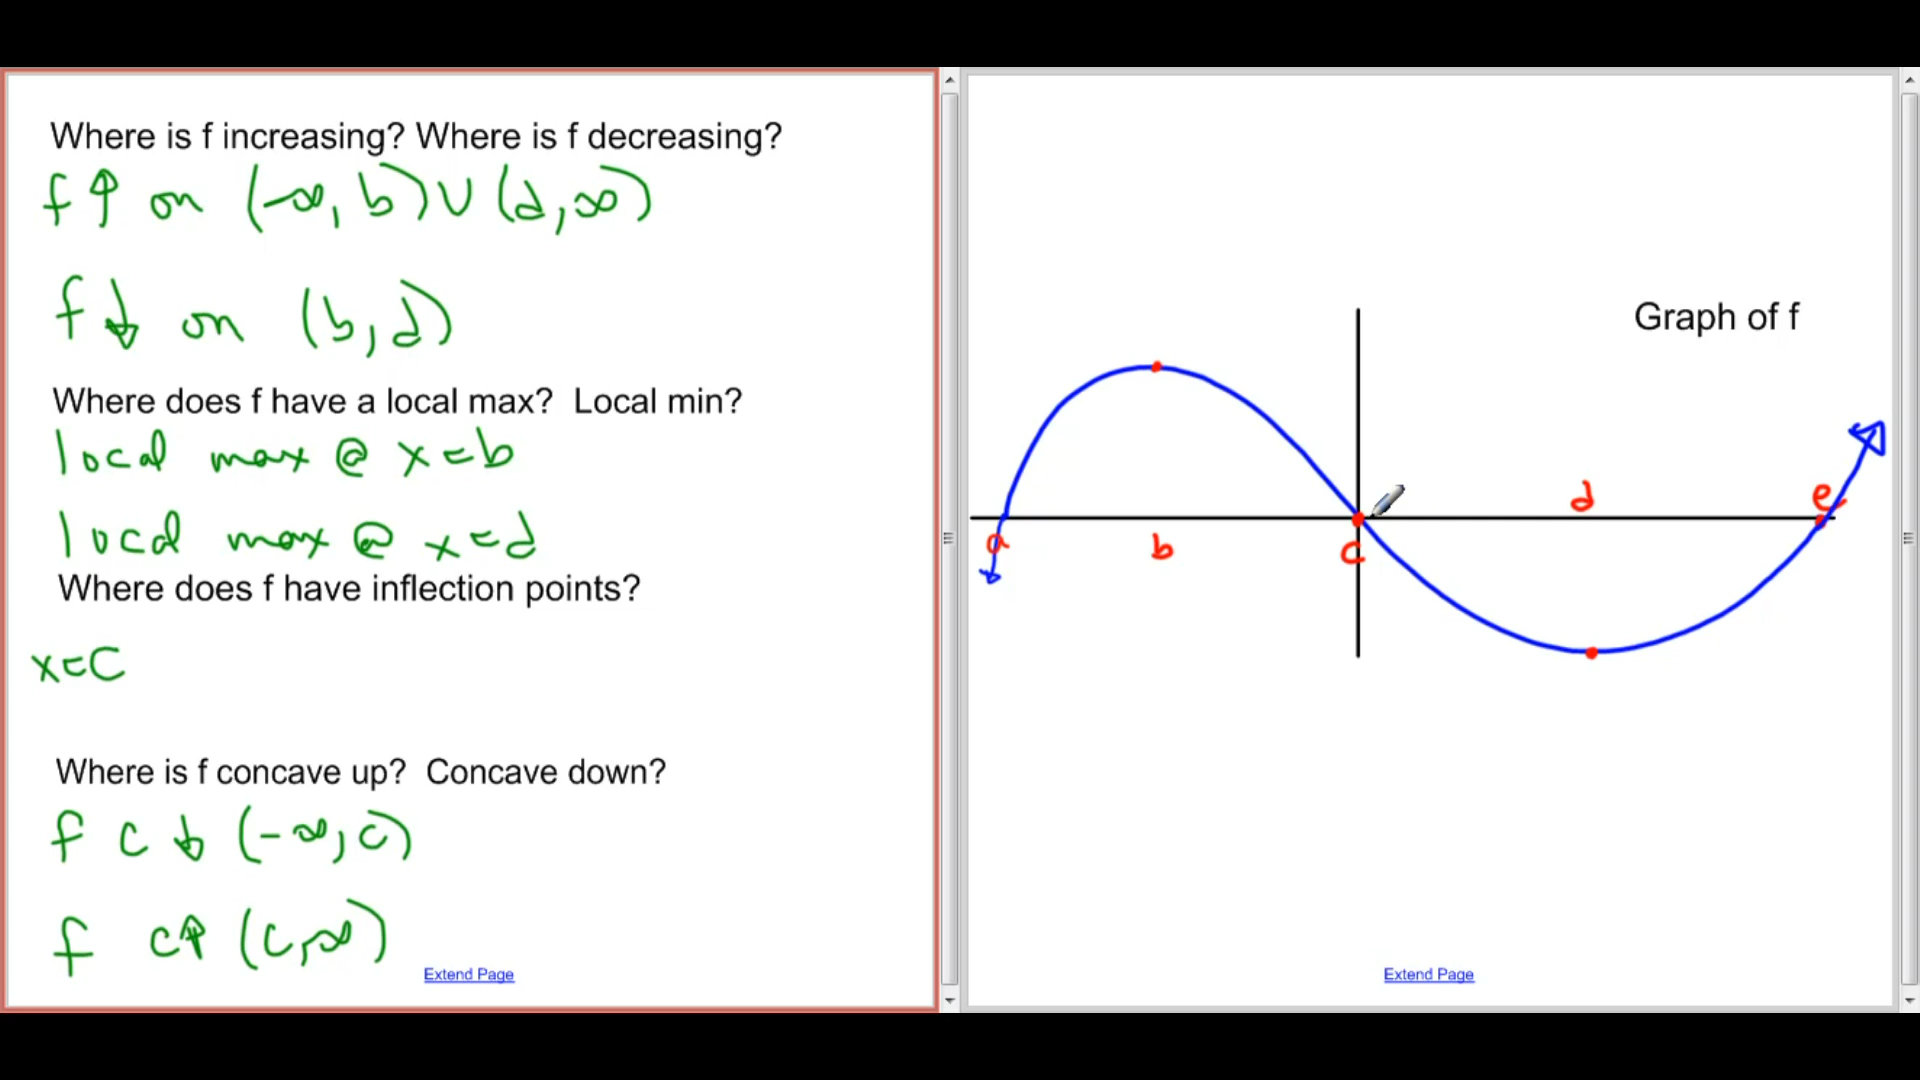 Where is f increasing? Where is f decreasing?
f ↑ on (-∞, b) ∪ (d, ∞)
f ↓ on (b, d)
Where does f have a local max? Local min?
local max @ x=b
local max @ x=d
Where does f have inflection points?
x=c
Where is f concave up? Concave down?
f c ↓ (-∞, c)
f c↑ (c, ∞)
Extend Page
Graph of f
d e
a b c
Extend Page